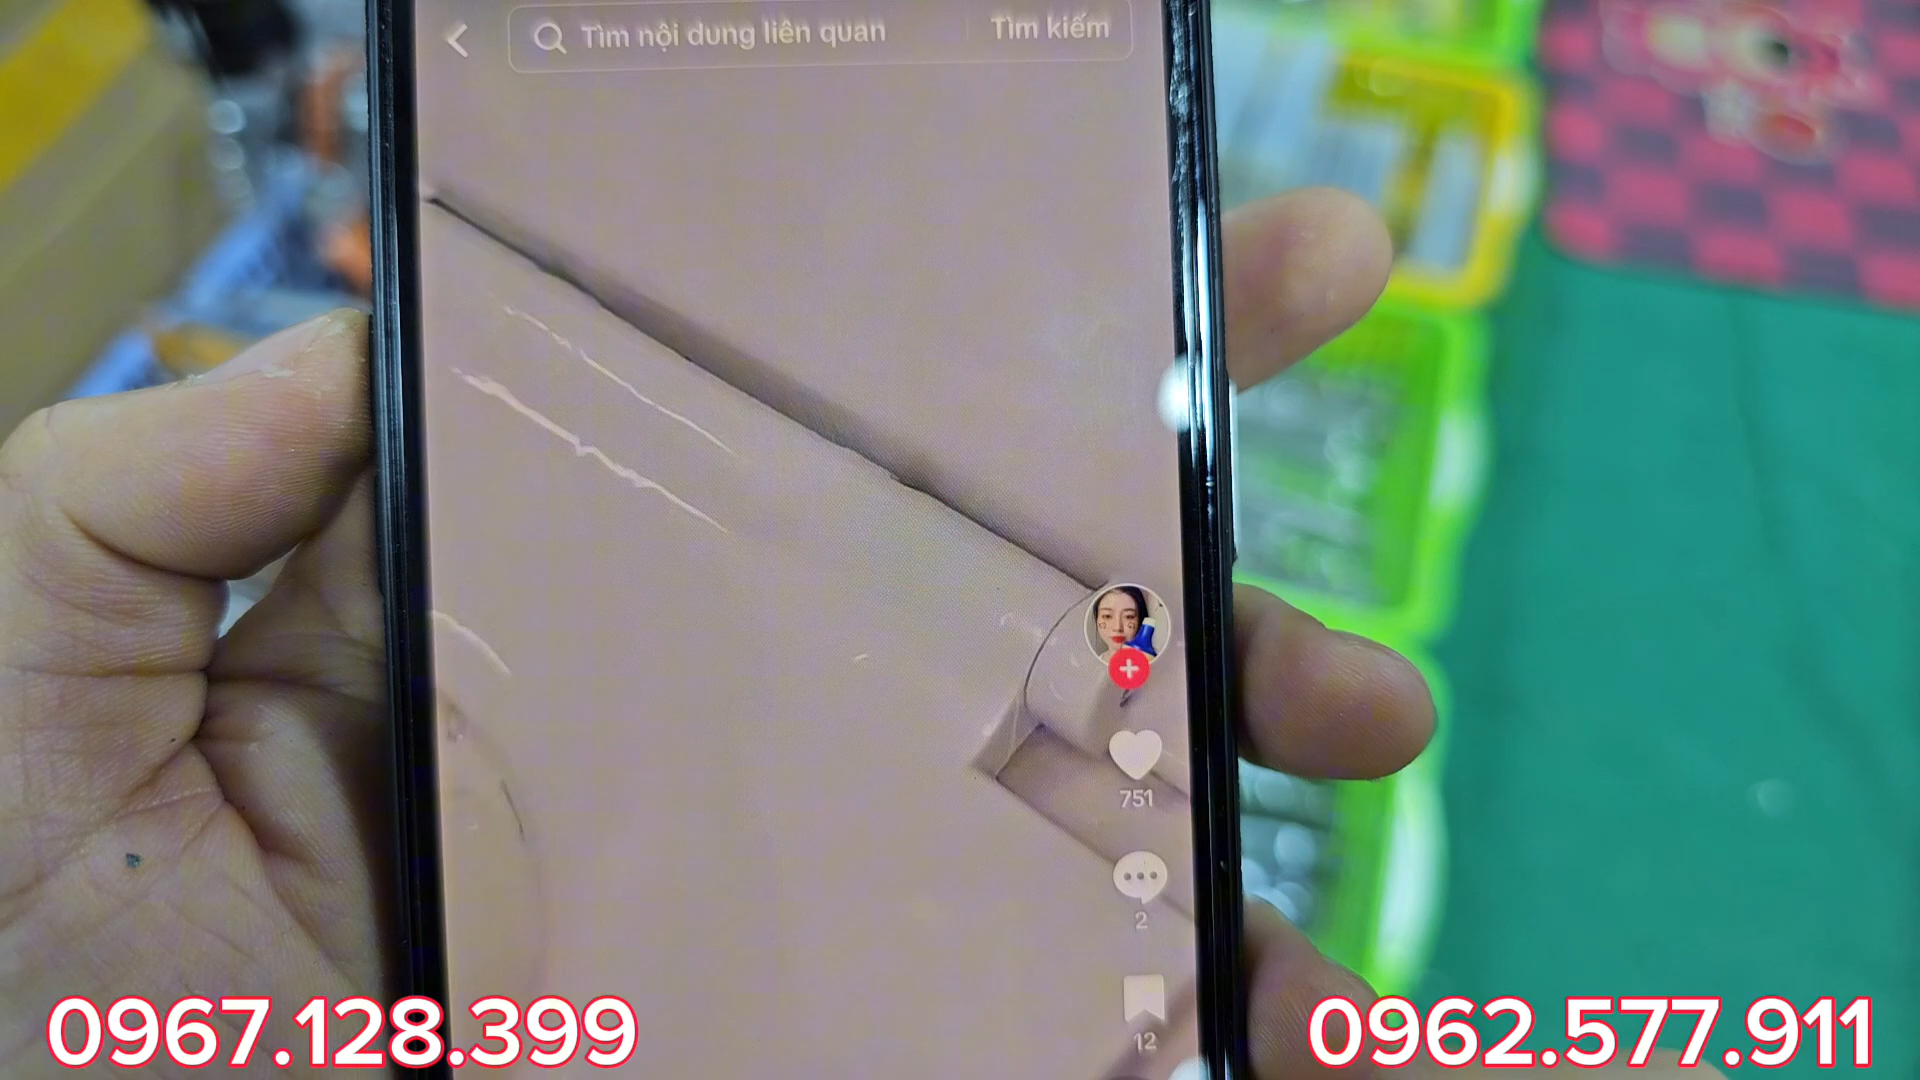 Tìm nội dung liên quan
Tìm kiếm
751
2
12
0967.128.399
0962.577.911